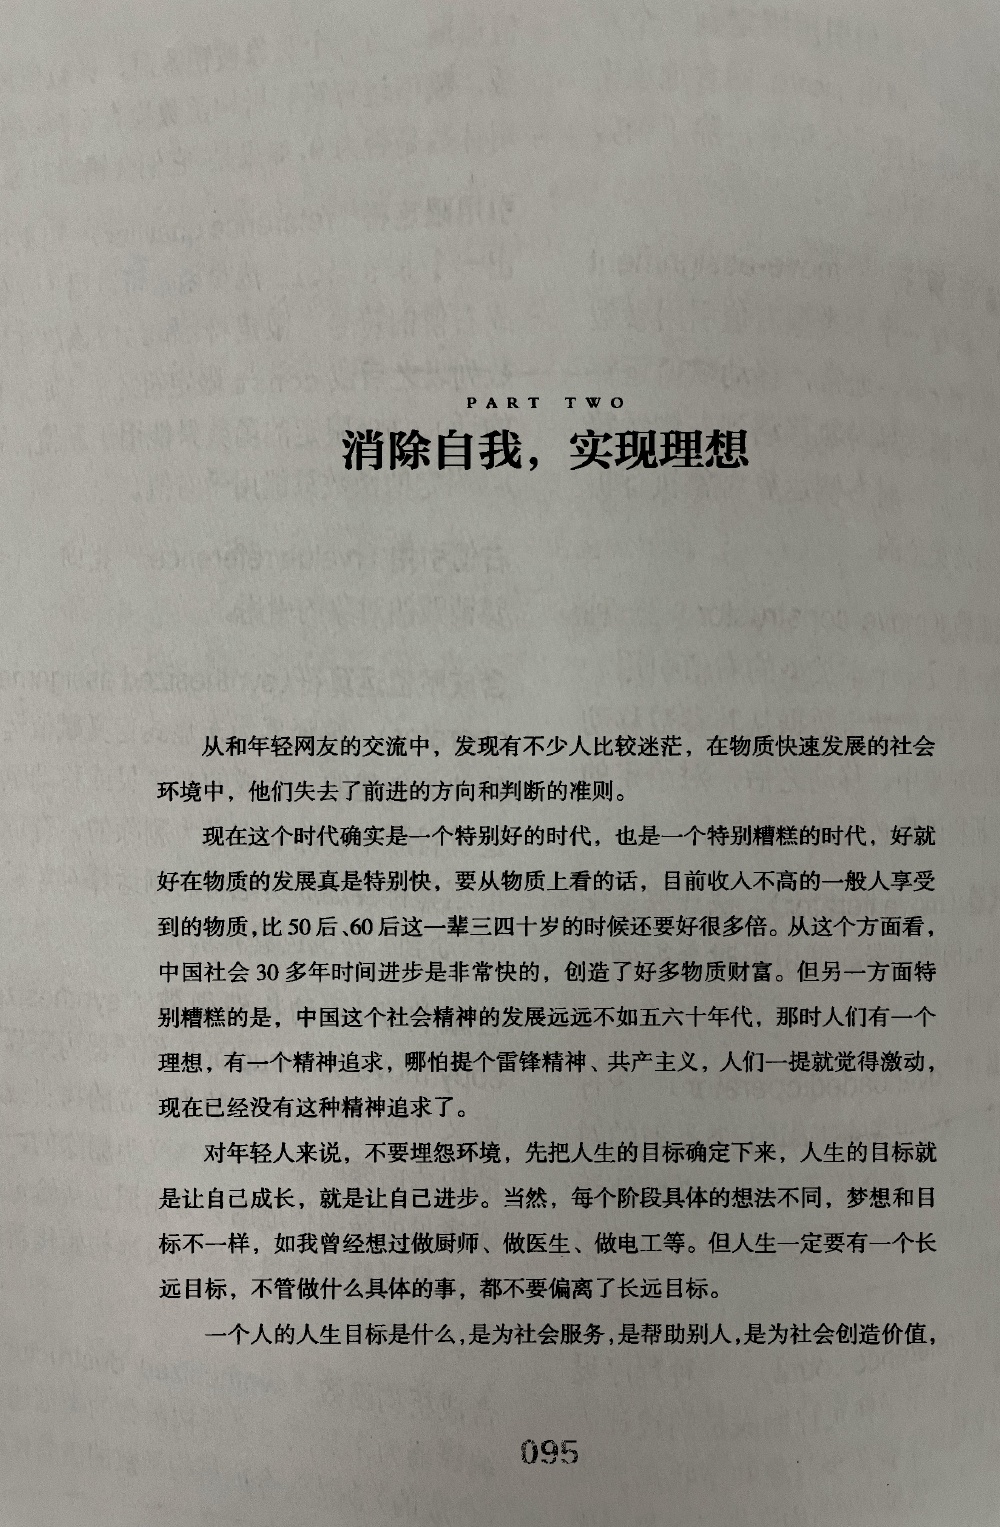 PART TWO
消除自我，实现理想
从和年轻网友的交流中，发现有不少人比较迷茫，在物质快速发展的社会
环境中，他们失去了前进的方向和判断的准则。
现在这个时代确实是一个特别好的时代，也是一个特别糟糕的时代，好就
好在物质的发展真是特别快，要从物质上看的话，目前收入不高的一般人享受
到的物质，比50后、60后这一辈三四十岁的时候还要好很多倍。从这个方面看，
中国社会30多年时间进步是非常快的，创造了好多物质财富。但另一方面特
别糟糕的是，中国这个社会精神的发展远远不如五六十年代，那时人们有一个
理想，有一个精神追求，哪怕提个雷锋精神、共产主义，人们一提就觉得激动，
现在已经没有这种精神追求了。
对年轻人来说，不要埋怨环境，先把人生的目标确定下来，人生的目标就
是让自己成长，就是让自己进步。当然，每个阶段具体的想法不同，梦想和目
标不一样，如我曾经想过做厨师、做医生、做电工等。但人生一定要有一个长
远目标，不管做什么具体的事，都不要偏离了长远目标。
一个人的人生目标是什么，是为社会服务，是帮助别人，是为社会创造价值，
095